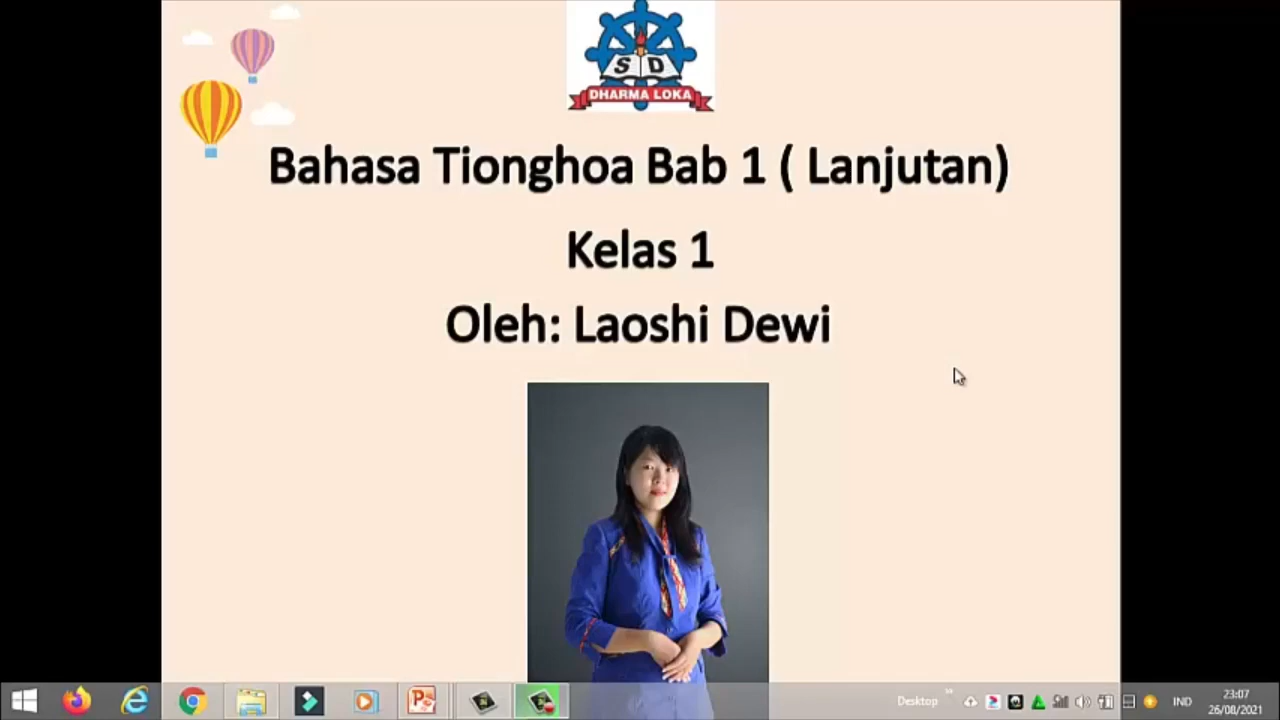 S D
DHARMA LOKA
Bahasa Tionghoa Bab 1 ( Lanjutan)
Kelas 1
Oleh: Laoshi Dewi
Desktop
IND
23:07
26/08/2021